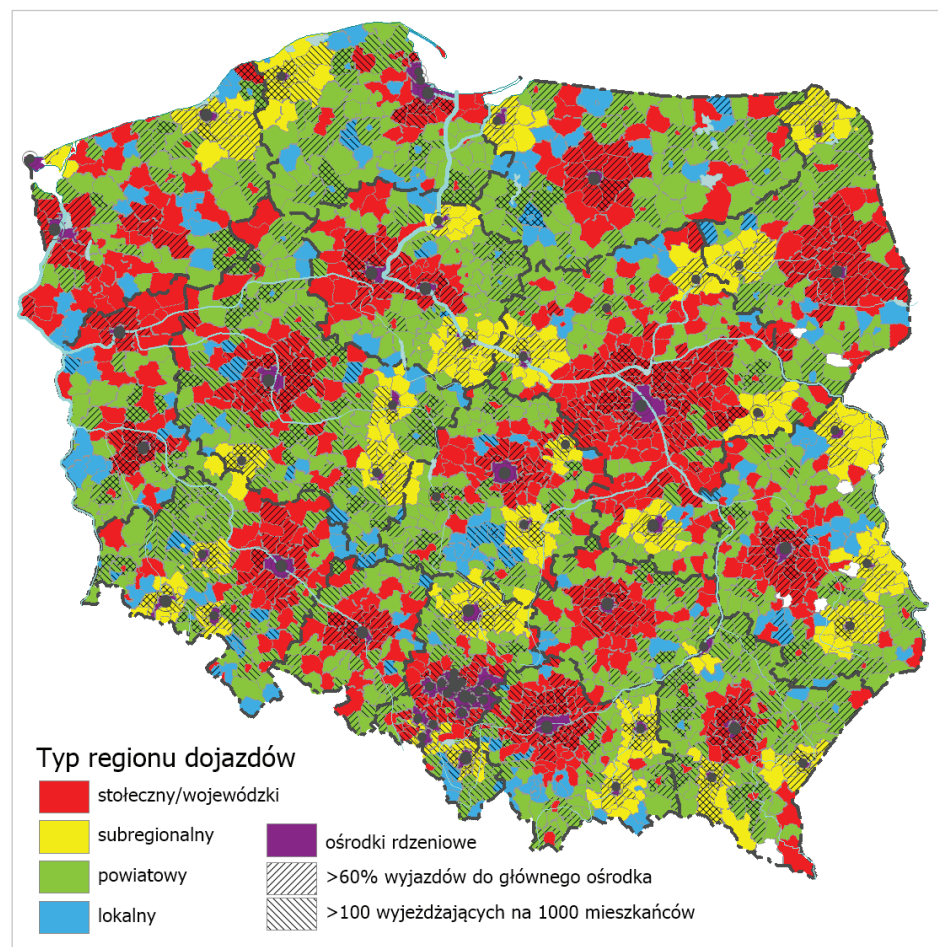 Typ regionu dojazdów
stołeczny/wojewódzki
subregionalny
powiatowy
lokalny
ośrodki rdzeniowe
>60% wyjazdów do głównego ośrodka
>100 wyjeżdżających na 1000 mieszkańców